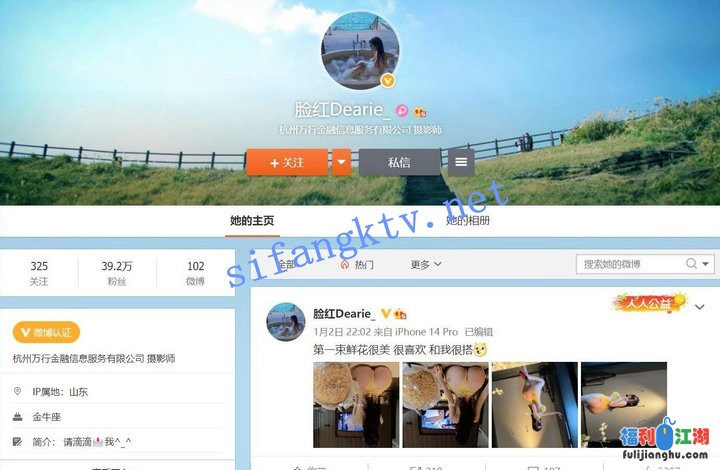 脸红Dearie_
杭州万行金融信息服务有限公司 摄影师
+ 关注
私信
她的主页
她的相册
325
关注
39.2万
粉丝
102
微博
全部
热门
更多
搜索她的微博
sifangktv.net
微博认证
杭州万行金融信息服务有限公司 摄影师
IP属地：山东
金牛座
简介： 请滴滴 我^_^
脸红Dearie_
1月2日 22:02 来自 iPhone 14 Pro 已编辑
第一束鲜花很美 很喜欢 和我很搭
人人公益
福利江湖
fulijianghu.com